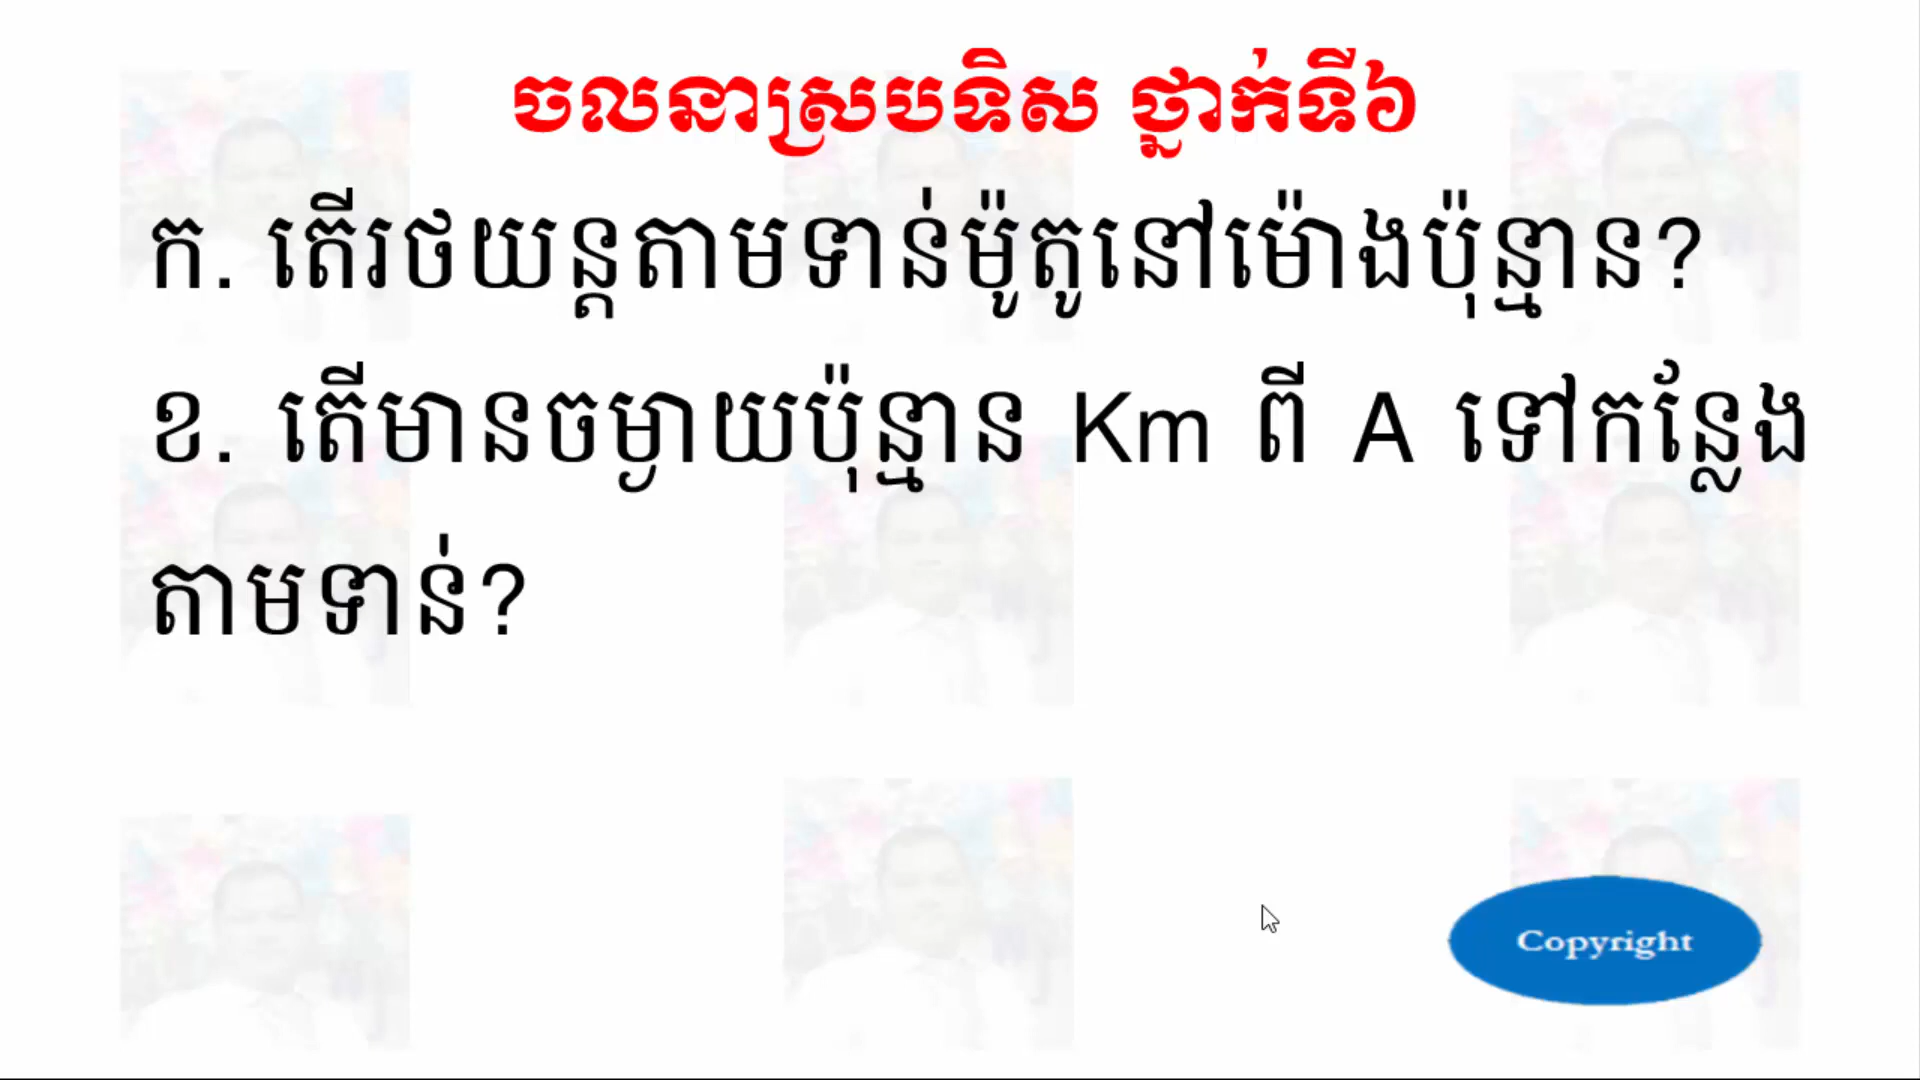 ចលនាស្របទិស ថ្នាក់ទី៦
ក. តើរថយន្តតាមទាន់ម៉ូតូនៅម៉ោងប៉ុន្មាន?
ខ. តើមានចម្ងាយប៉ុន្មាន Km ពី A ទៅកន្លែង
តាមទាន់?
Copyright